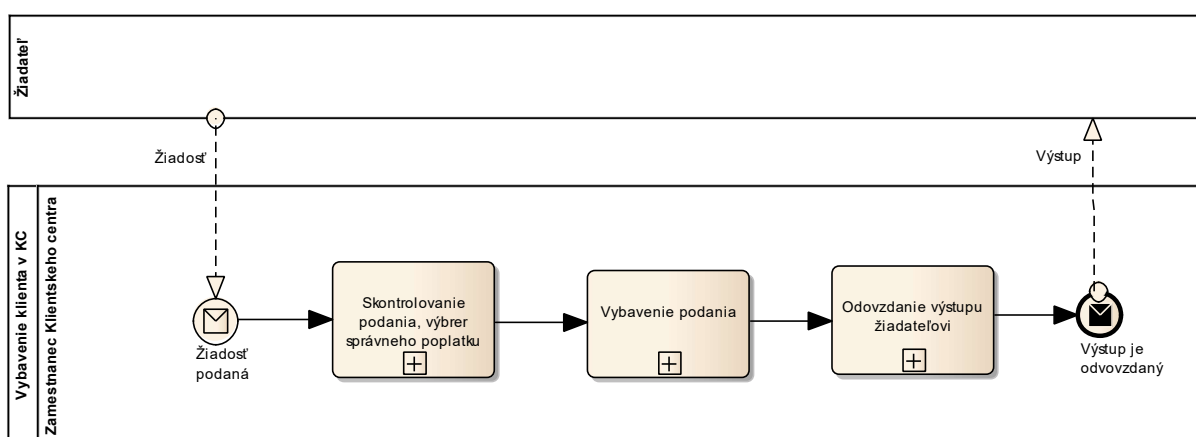 Žiadateľ
Žiadosť
Výstup
Vybavenie klienta v KC
Zamestnanec Klientskeho centra
Žiadosť
podaná
Skontrolovanie
podania, výbrer
správneho poplatku
Vybavenie podania
Odovzdanie výstupu
žiadateľovi
Výstup je
odvovzdaný